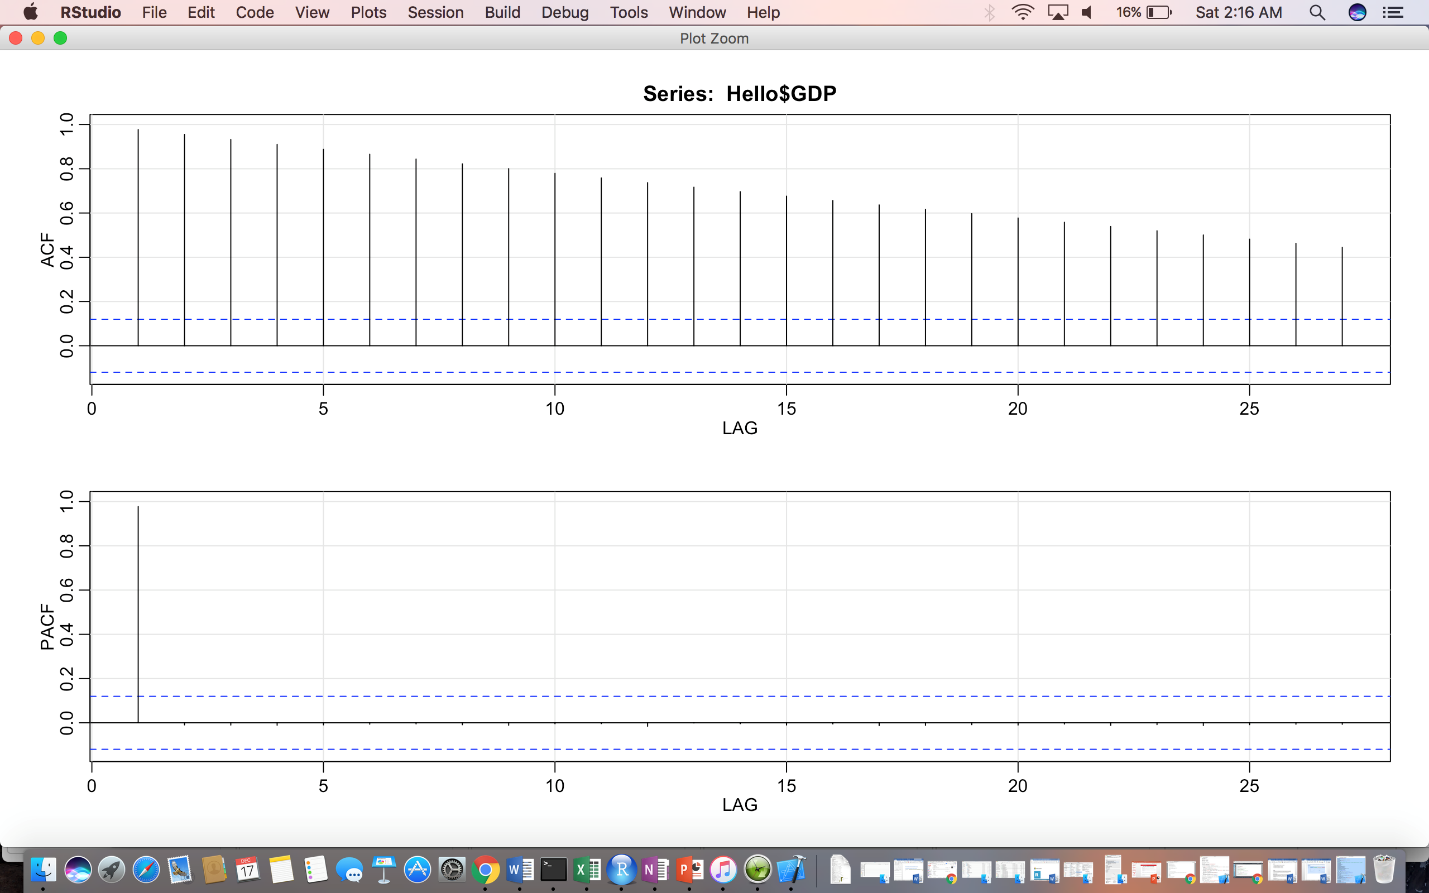 RStudio File Edit Code View Plots Session Build Debug Tools Window Help 16% Sat 2:16 AM
Plot Zoom
Series: Hello$GDP
ACF
1.0
0.8
0.6
0.4
0.2
0.0
0 5 10 15 20 25
LAG
PACF
1.0
0.8
0.6
0.4
0.2
0.0
0 5 10 15 20 25
LAG
17